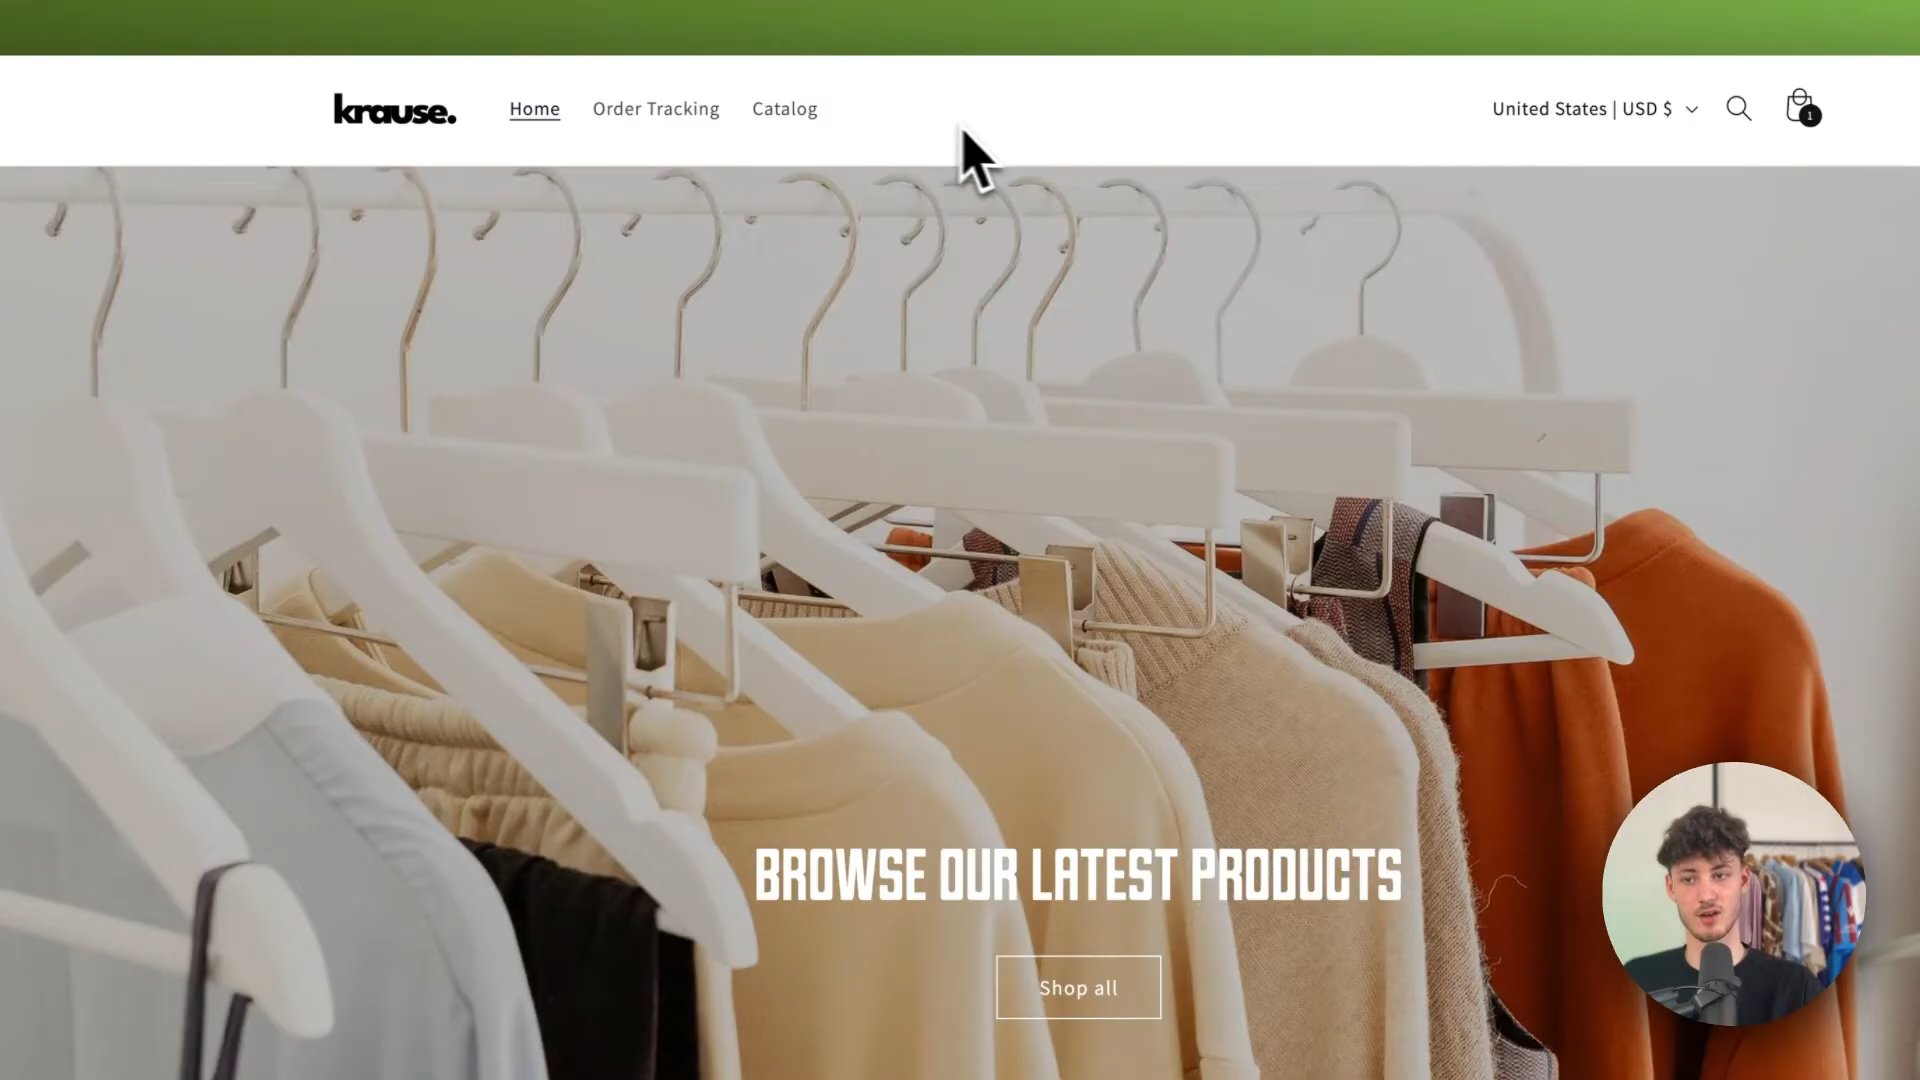 krause. Home Order Tracking Catalog United States | USD $ 1
BROWSE OUR LATEST PRODUCTS
Shop all